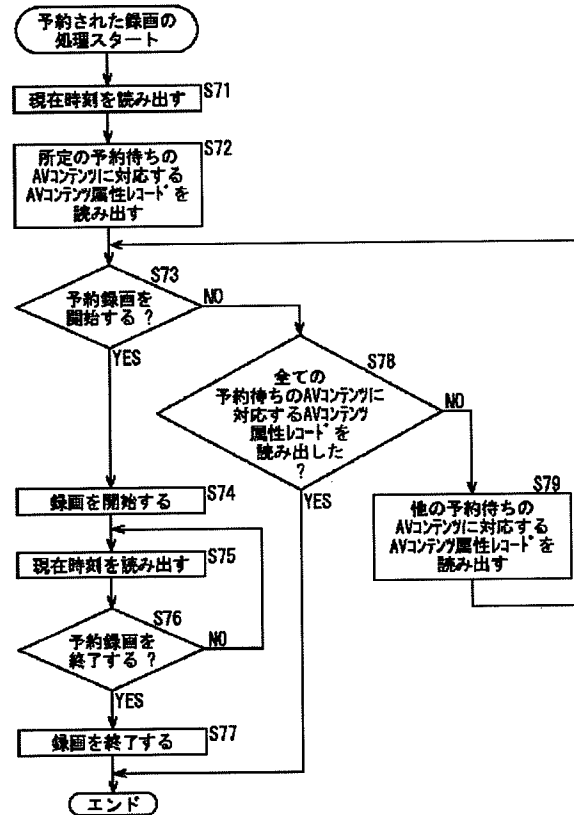 予約された録画の
処理スタート
現在時刻を読み出す
S71
所定の予約待ちの
AVコンテンツに対応する
AVコンテンツ属性レコードを
読み出す
S72
予約録画を
開始する ?
S73
NO
YES
全ての
予約待ちのAVコンテンツに
対応するAVコンテンツ
属性レコードを
読み出した
?
S78
NO
YES
他の予約待ちの
AVコンテンツに対応する
AVコンテンツ属性レコードを
読み出す
S79
録画を開始する
S74
現在時刻を読み出す
S75
予約録画を
終了する ?
S76
NO
YES
録画を終了する
S77
エンド